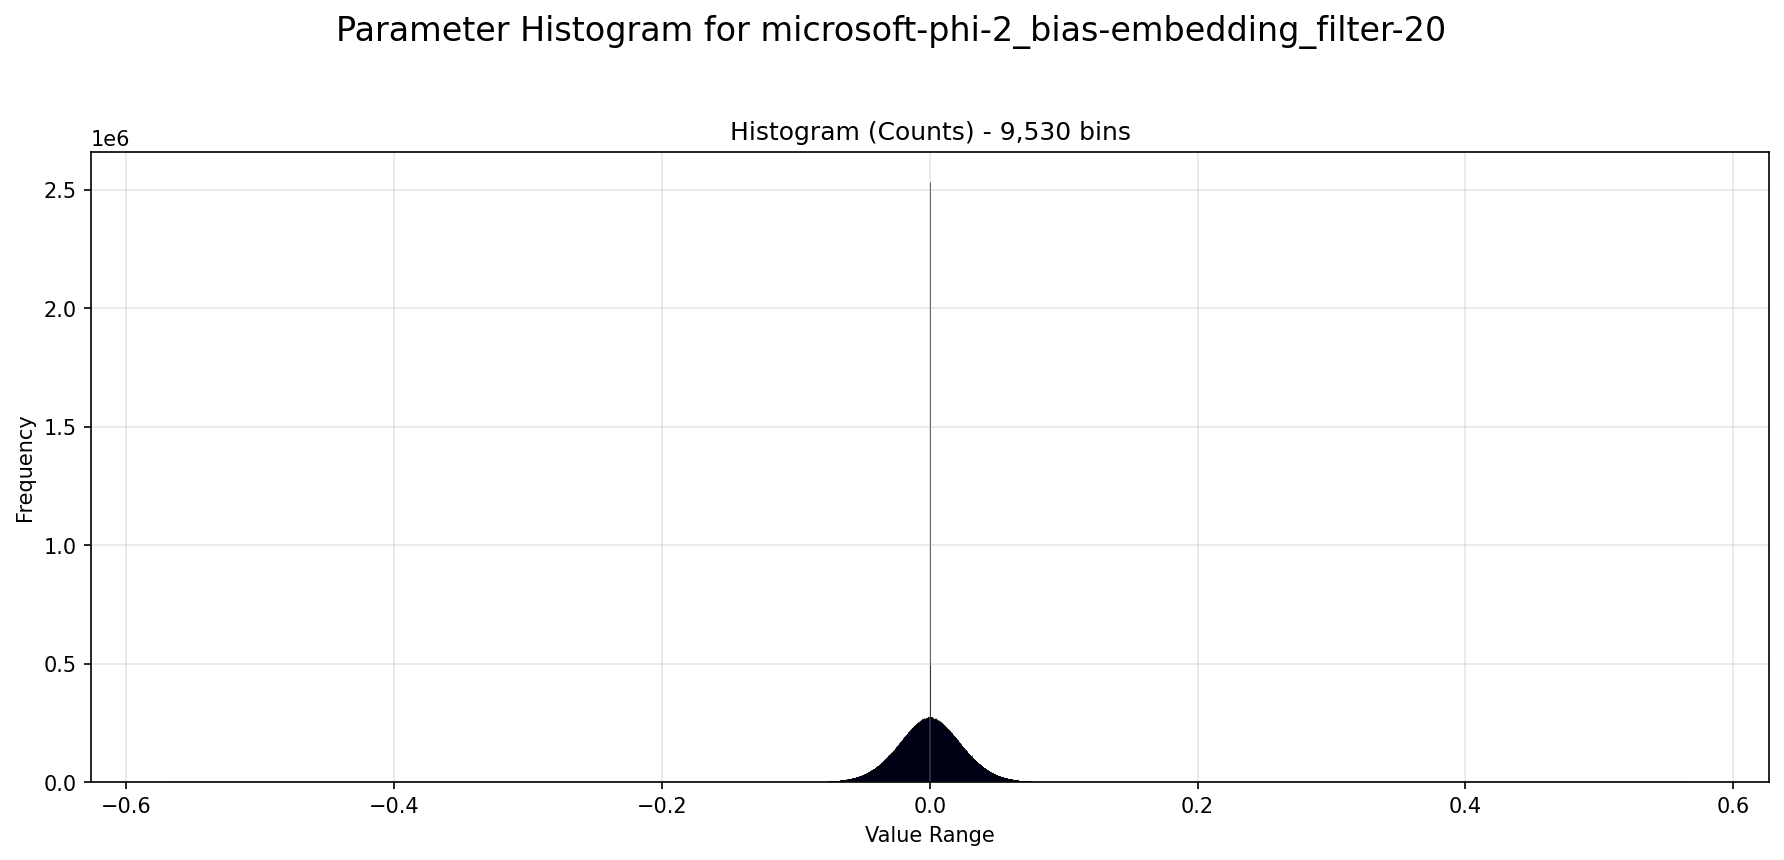 Parameter Histogram for microsoft-phi-2_bias-embedding_filter-20
Histogram (Counts) - 9,530 bins
1e6
2.5
2.0
1.5
1.0
0.5
0.0
Frequency
−0.6 −0.4 −0.2 0.0 0.2 0.4 0.6
Value Range